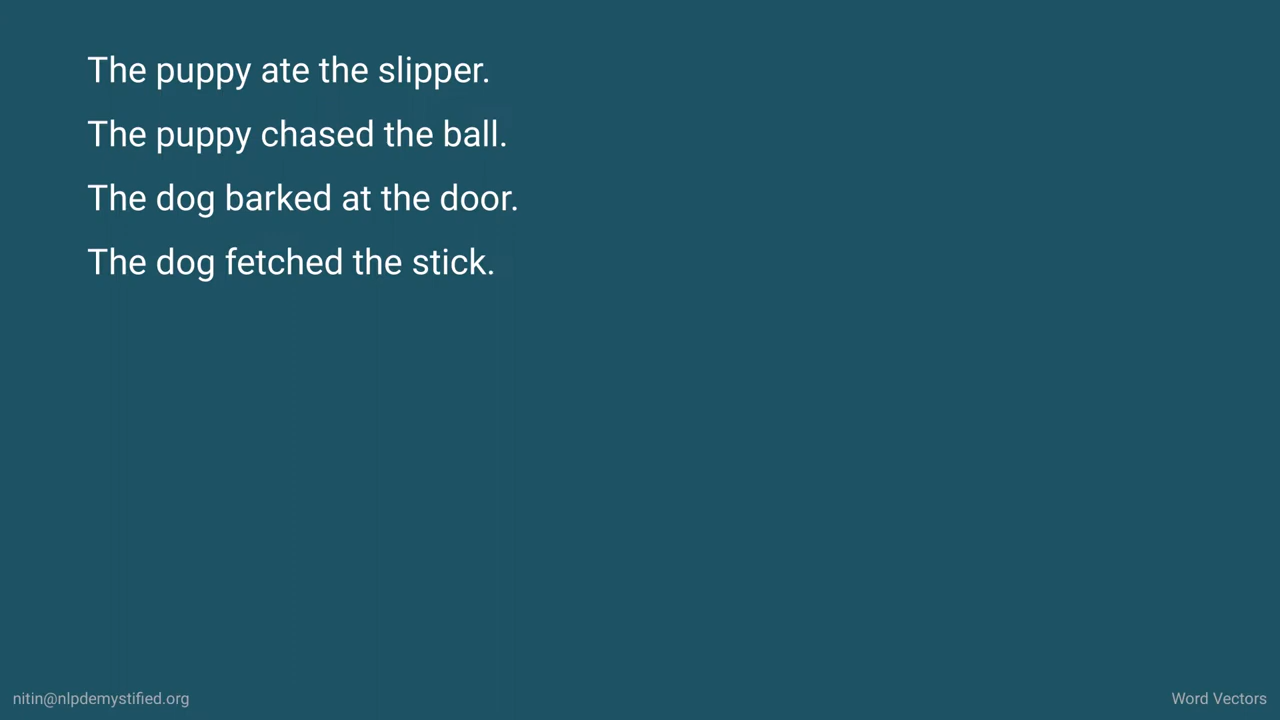 The puppy ate the slipper.
The puppy chased the ball.
The dog barked at the door.
The dog fetched the stick.
nitin@nlpdemystified.org
Word Vectors